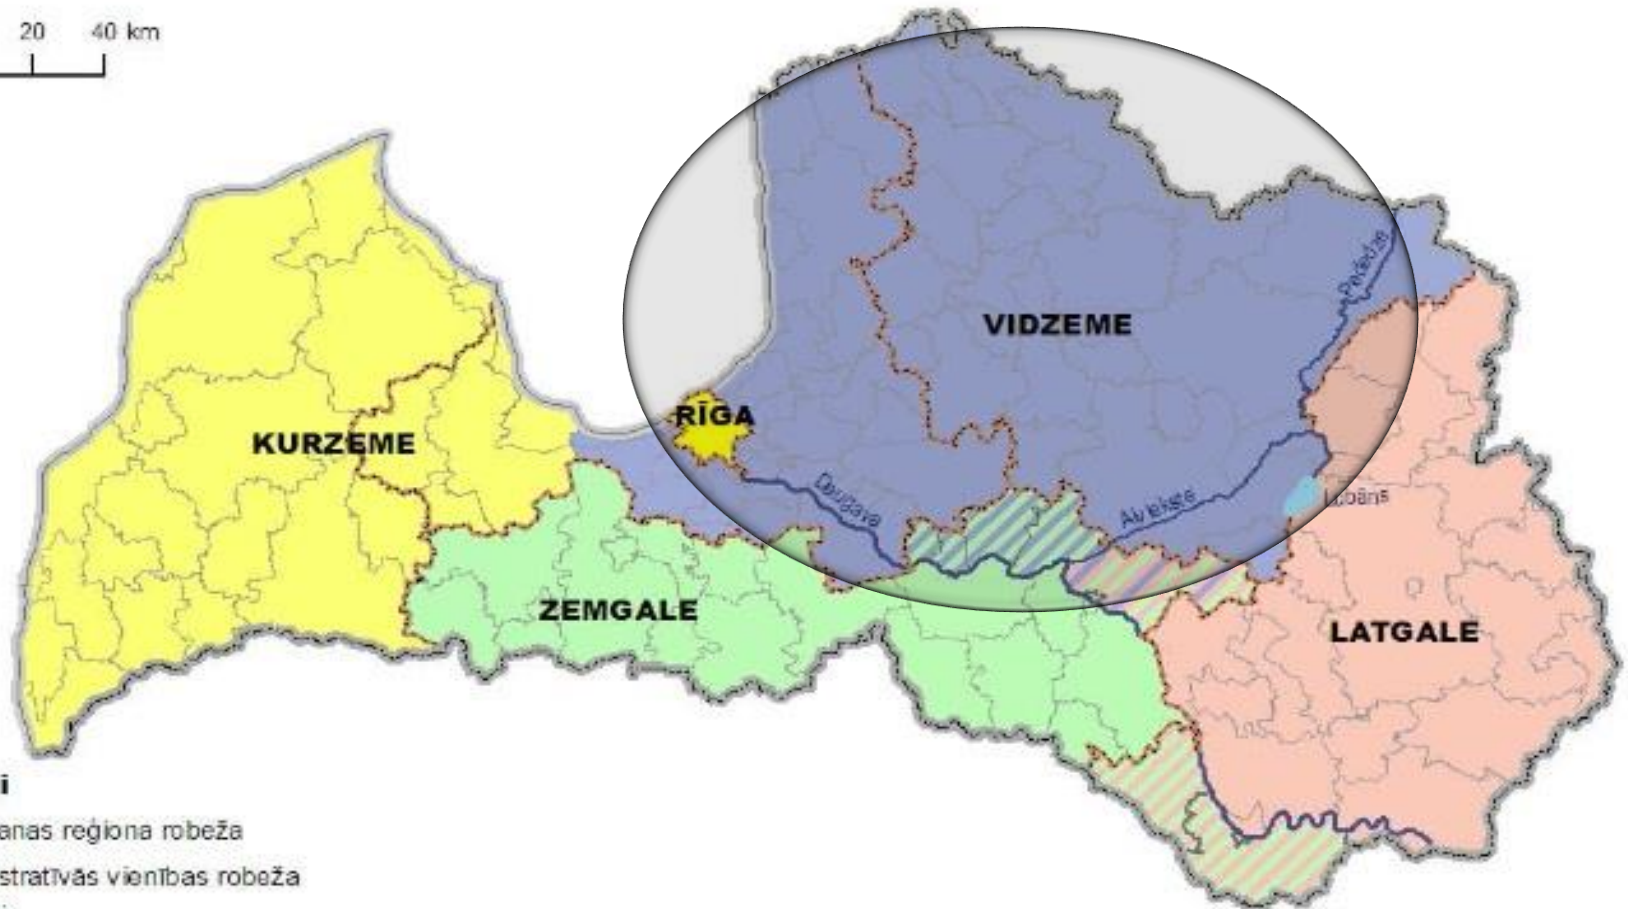 20 40 km
VIDZEME
Pededze
RĪGA
KURZEME
Daugava
Aiviekste
Lubāns
ZEMGALE
LATGALE
i
anas reģiona robeža
stratīvās vienības robeža